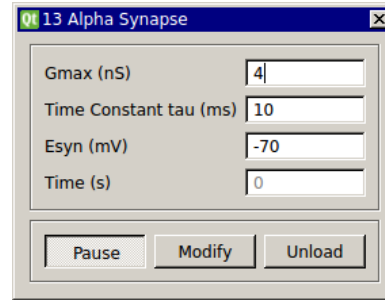 Qt 13 Alpha Synapse
Gmax (nS) 4
Time Constant tau (ms) 10
Esyn (mV) -70
Time (s) 0
Pause Modify Unload